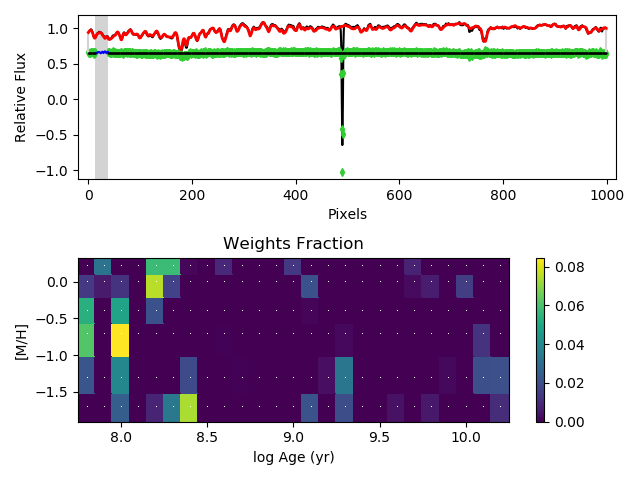 1.0
0.5
0.0
−0.5
−1.0
Relative Flux
0 200 400 600 800 1000
Pixels
Weights Fraction
0.0
−0.5
−1.0
−1.5
[M/H]
8.0 8.5 9.0 9.5 10.0
log Age (yr)
0.08
0.06
0.04
0.02
0.00